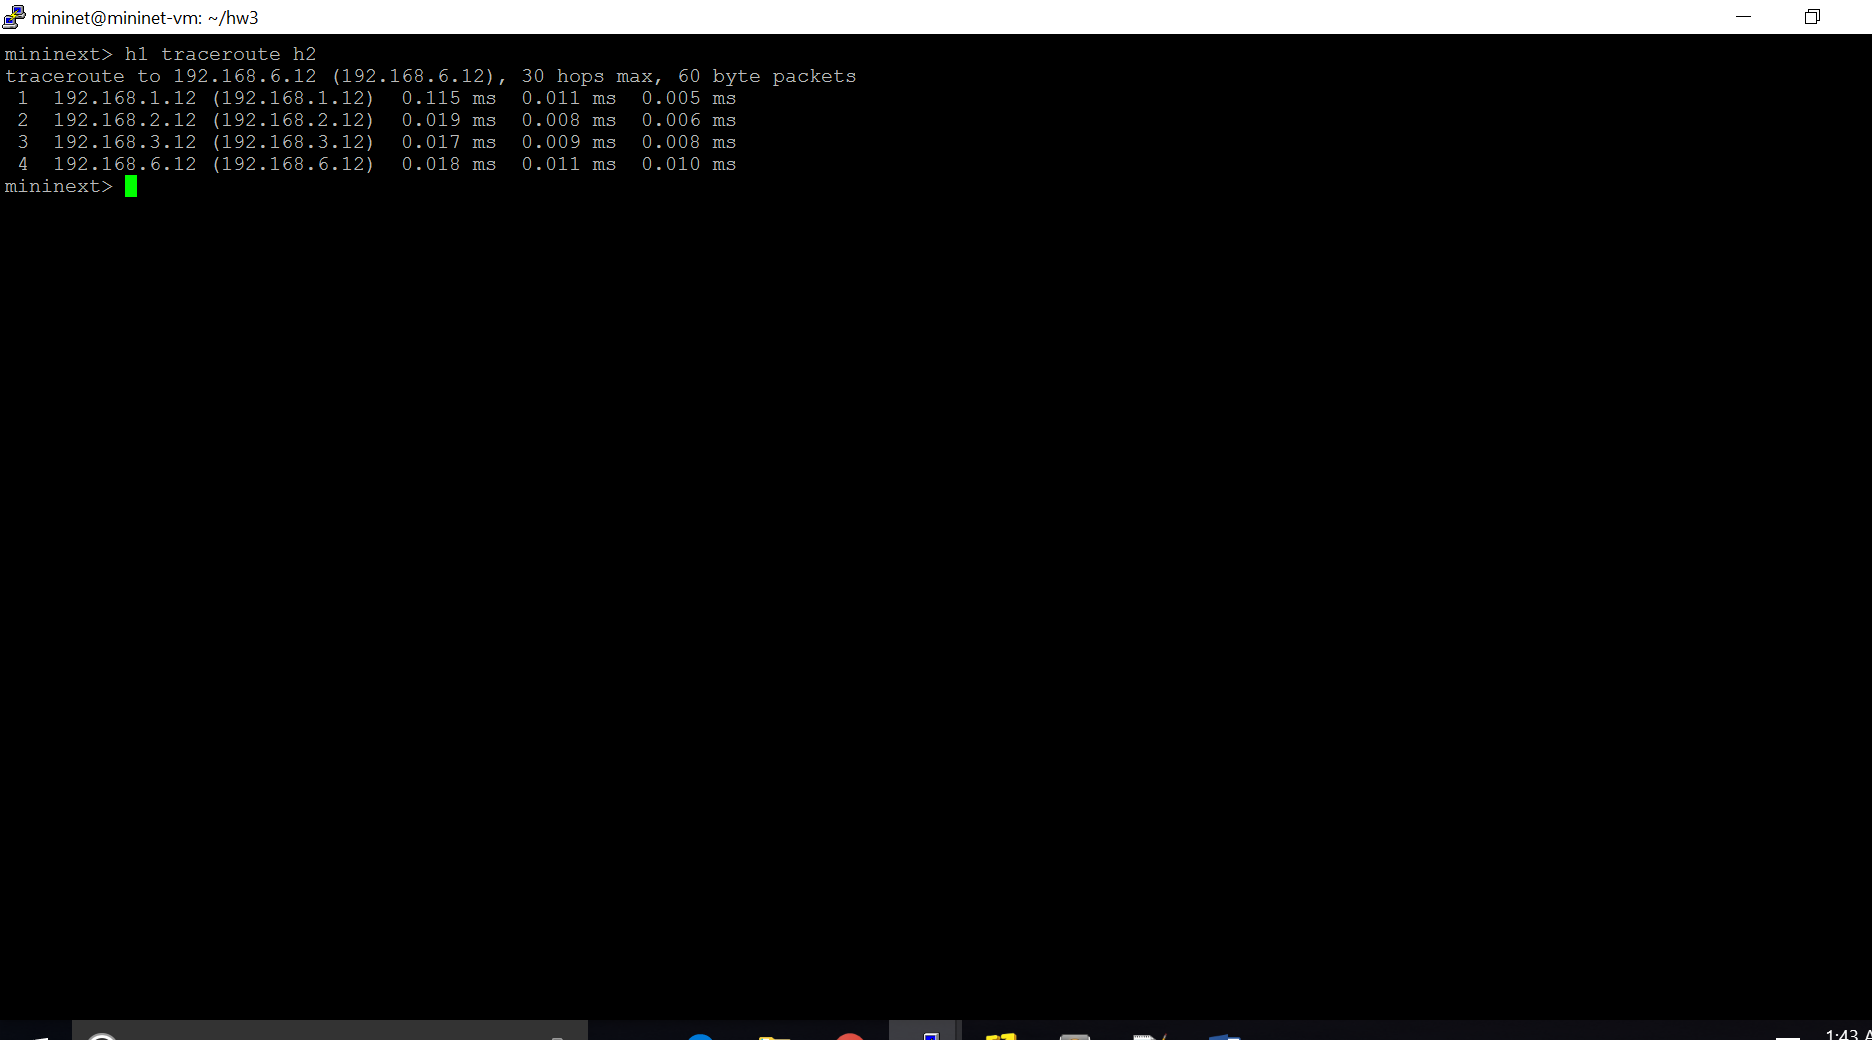 mininet@mininet-vm: ~/hw3
mininext> h1 traceroute h2
traceroute to 192.168.6.12 (192.168.6.12), 30 hops max, 60 byte packets
 1  192.168.1.12 (192.168.1.12)  0.115 ms  0.011 ms  0.005 ms
 2  192.168.2.12 (192.168.2.12)  0.019 ms  0.008 ms  0.006 ms
 3  192.168.3.12 (192.168.3.12)  0.017 ms  0.009 ms  0.008 ms
 4  192.168.6.12 (192.168.6.12)  0.018 ms  0.011 ms  0.010 ms
mininext>
1:43 A